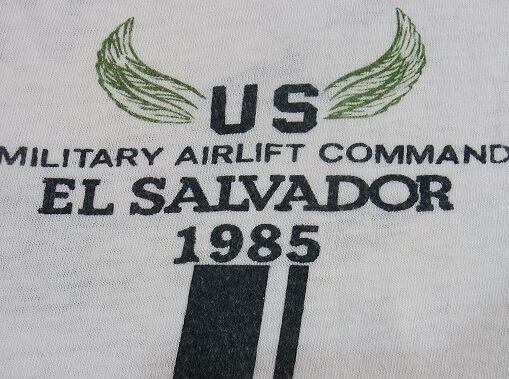 US
MILITARY AIRLIFT COMMAND
EL SALVADOR
1985